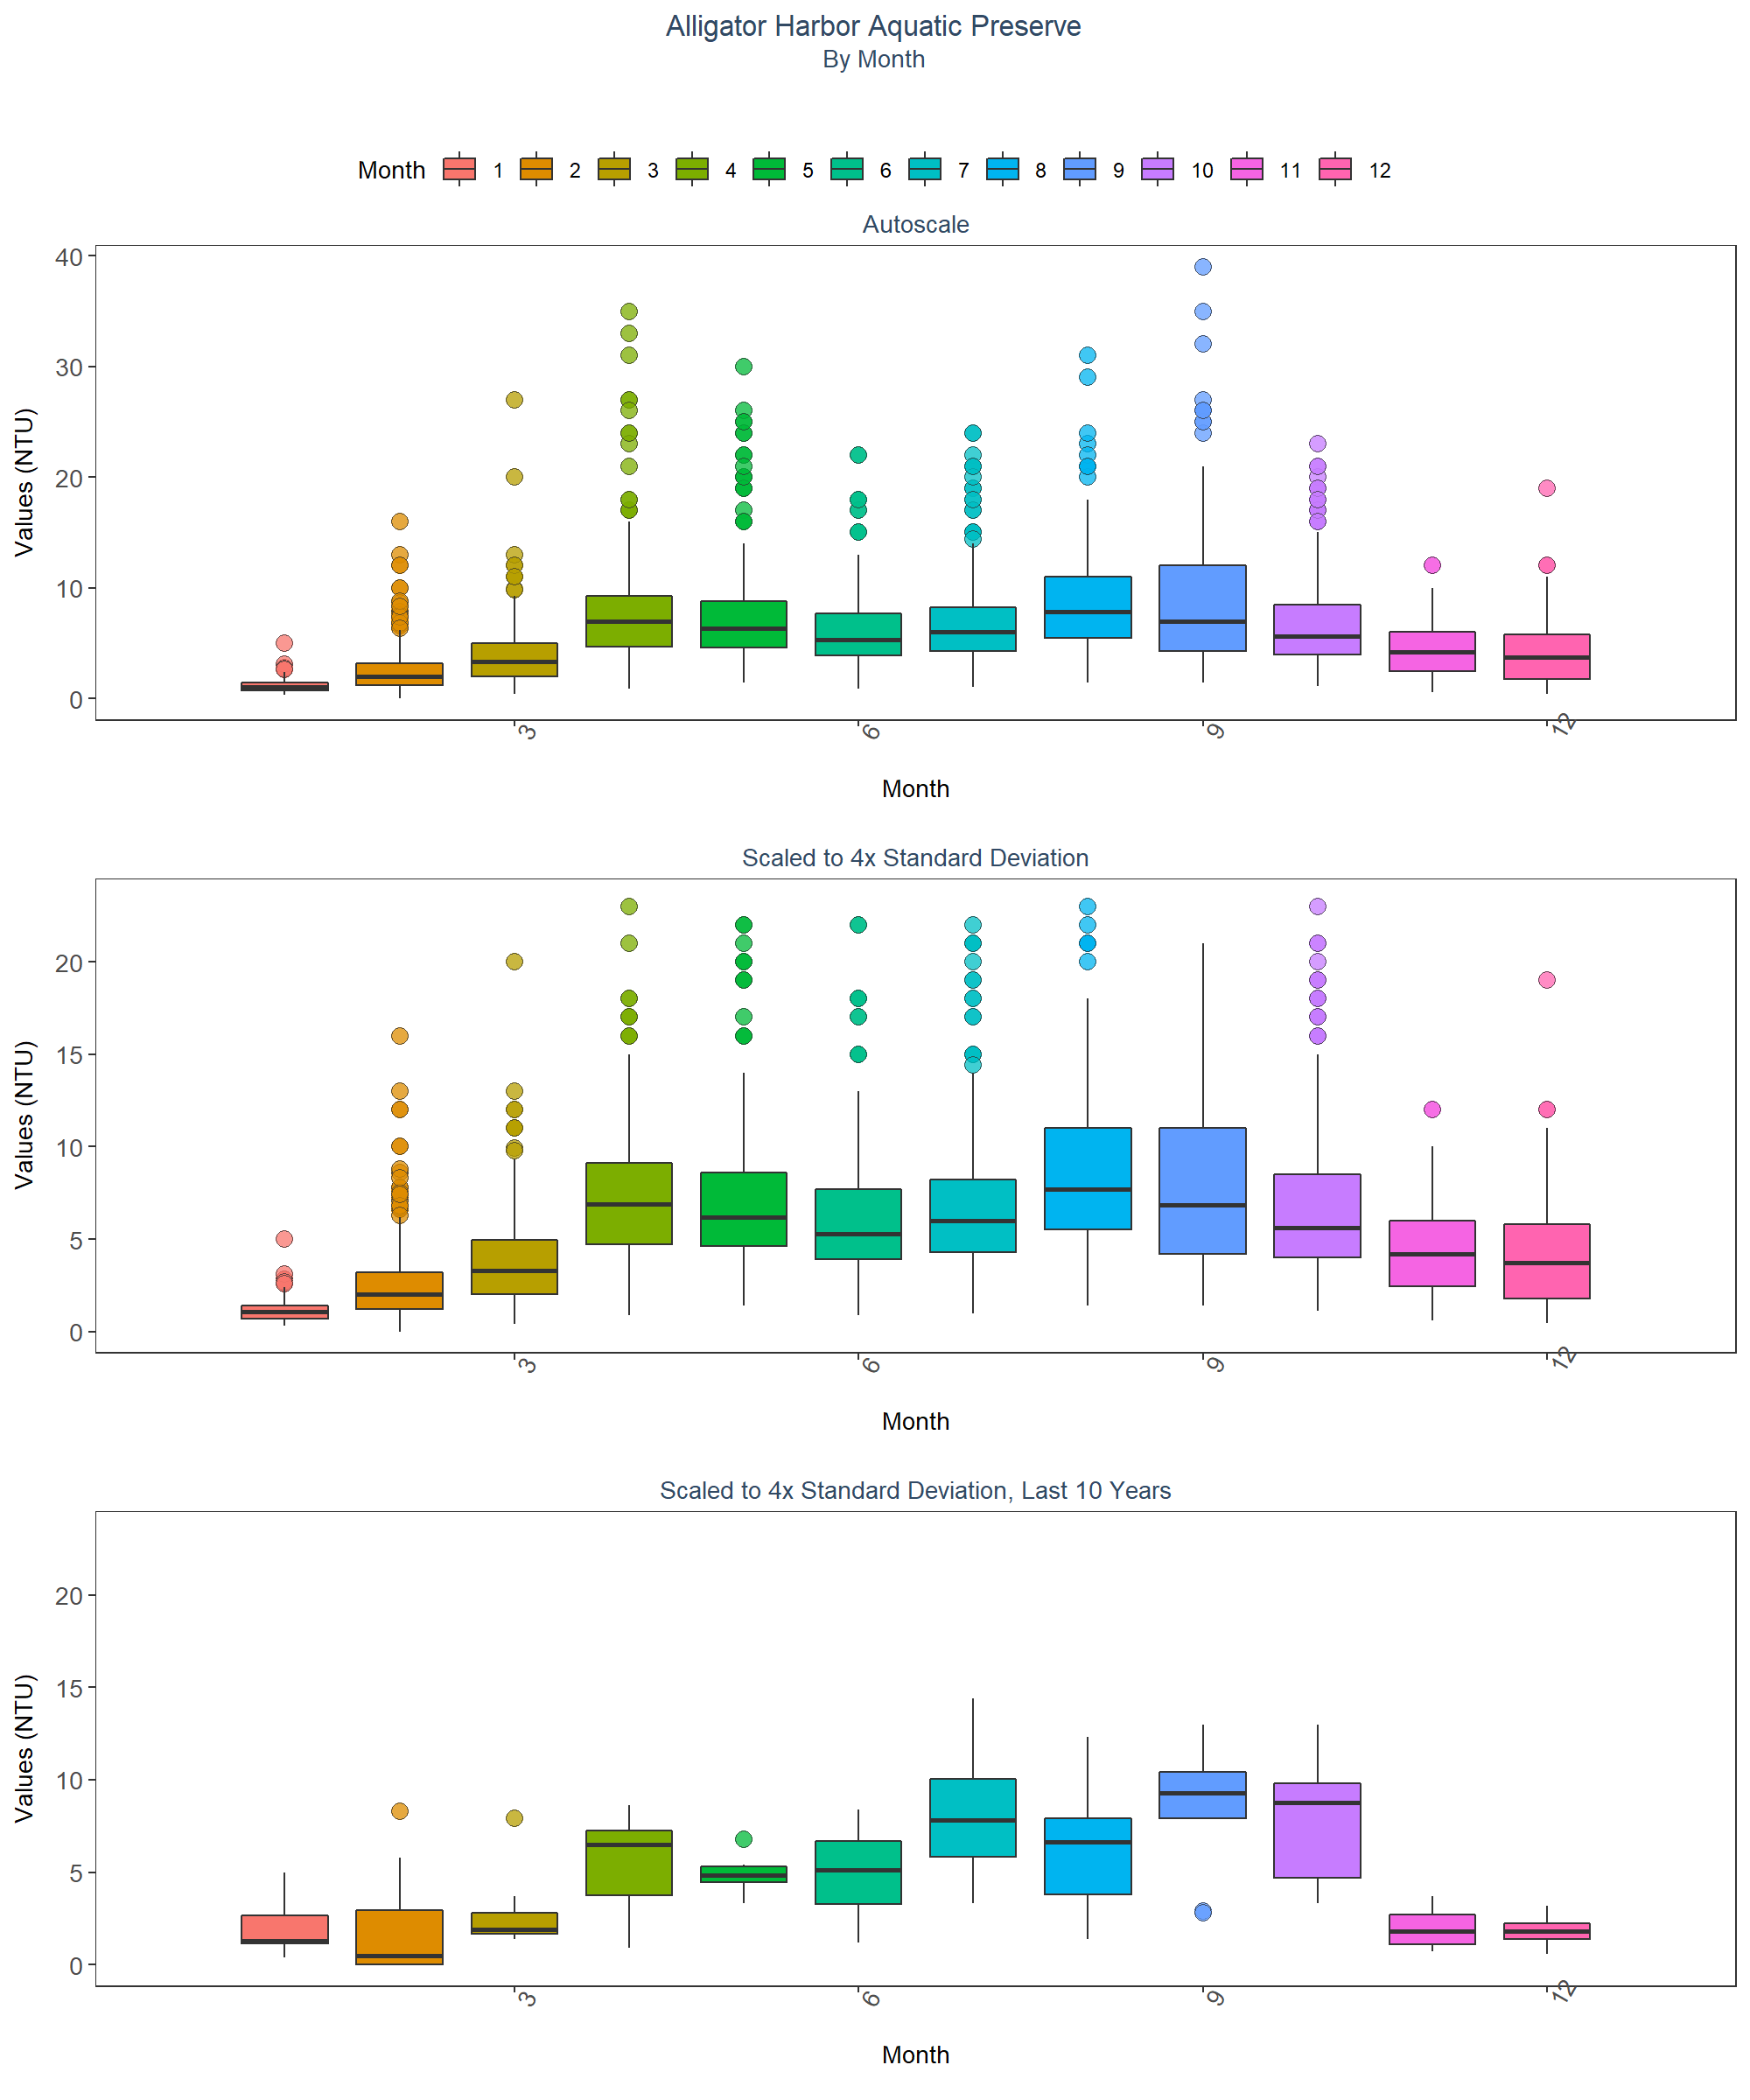 Alligator Harbor Aquatic Preserve
By Month
Month 1 2 3 4 5 6 7 8 9 10 11 12
Autoscale
Values (NTU)
40
30
20
10
0
3 6 9 12
Month
Scaled to 4x Standard Deviation
Values (NTU)
20
15
10
5
0
3 6 9 12
Month
Scaled to 4x Standard Deviation, Last 10 Years
Values (NTU)
20
15
10
5
0
3 6 9 12
Month